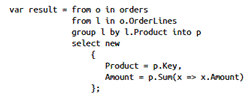 var result = from o in orders
from l in o.OrderLines
group l by l.Product into p
select new
{
Product = p.Key,
Amount = p.Sum(x => x.Amount)
};